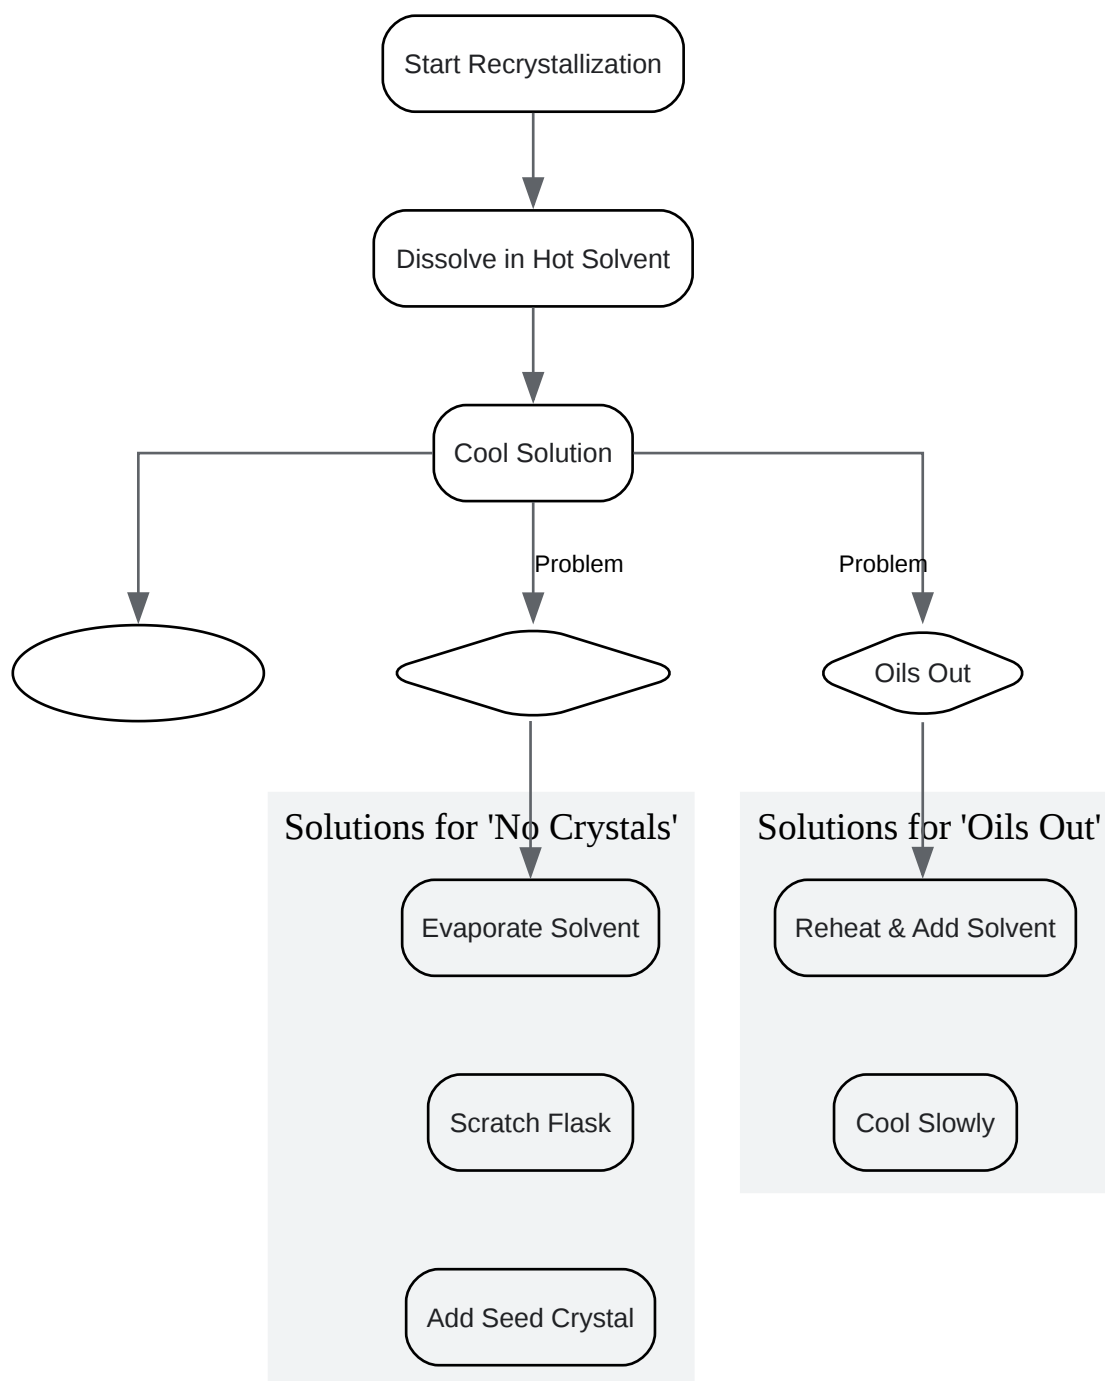 Start Recrystallization
Dissolve in Hot Solvent
Cool Solution
Problem
Problem
Oils Out
Solutions for 'No Crystals'
Solutions for 'Oils Out'
Evaporate Solvent
Reheat & Add Solvent
Scratch Flask
Cool Slowly
Add Seed Crystal